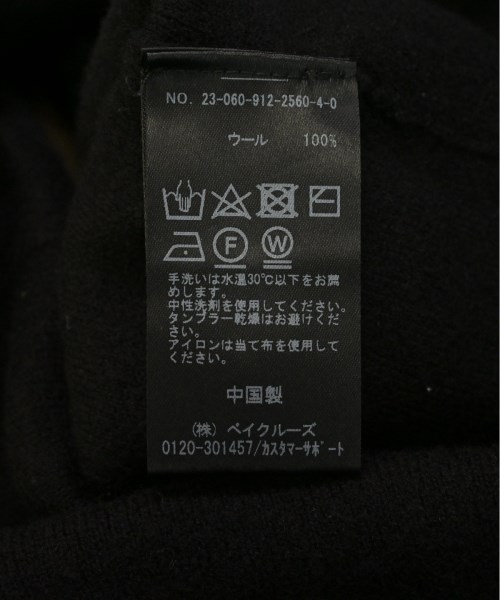 NO. 23-060-912-2560-4-0
ウール 100%
F W
手洗いは水温30℃以下をお薦
めします。
中性洗剤を使用してください。
タンブラー乾燥はお避けくださ
い。
アイロンは当て布を使用して
ください。
中国製
(株) ベイクルーズ
0120-301457/ｶｽﾀﾏｰｻﾎﾟｰﾄ